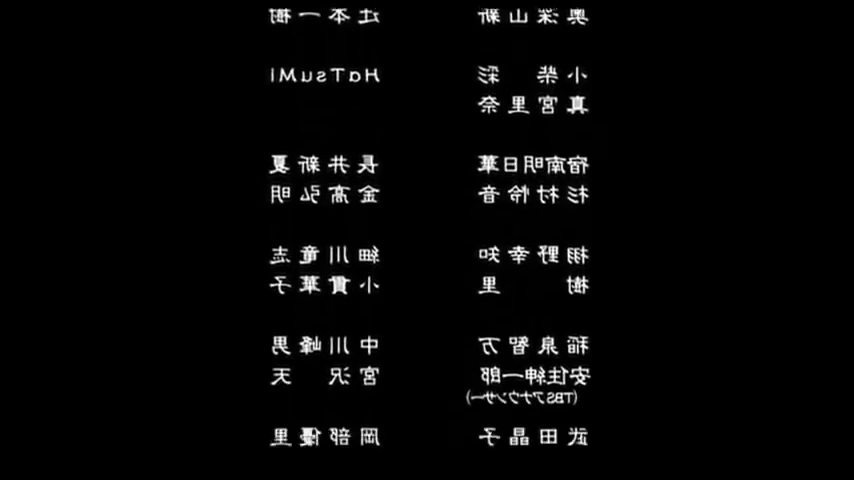 奥深山新　辻本一樹
小柴　彩　HaTsuMi
真宮里奈
宿南明日華　長井新夏
杉村怜音　金高弘明
栩野幸知　細川竜志
樹　　里　小貫華子
稲泉智万　中川峰男
安住紳一郎　宮沢　天
(TBSアナウンサー)
武田晶子　岡部優里